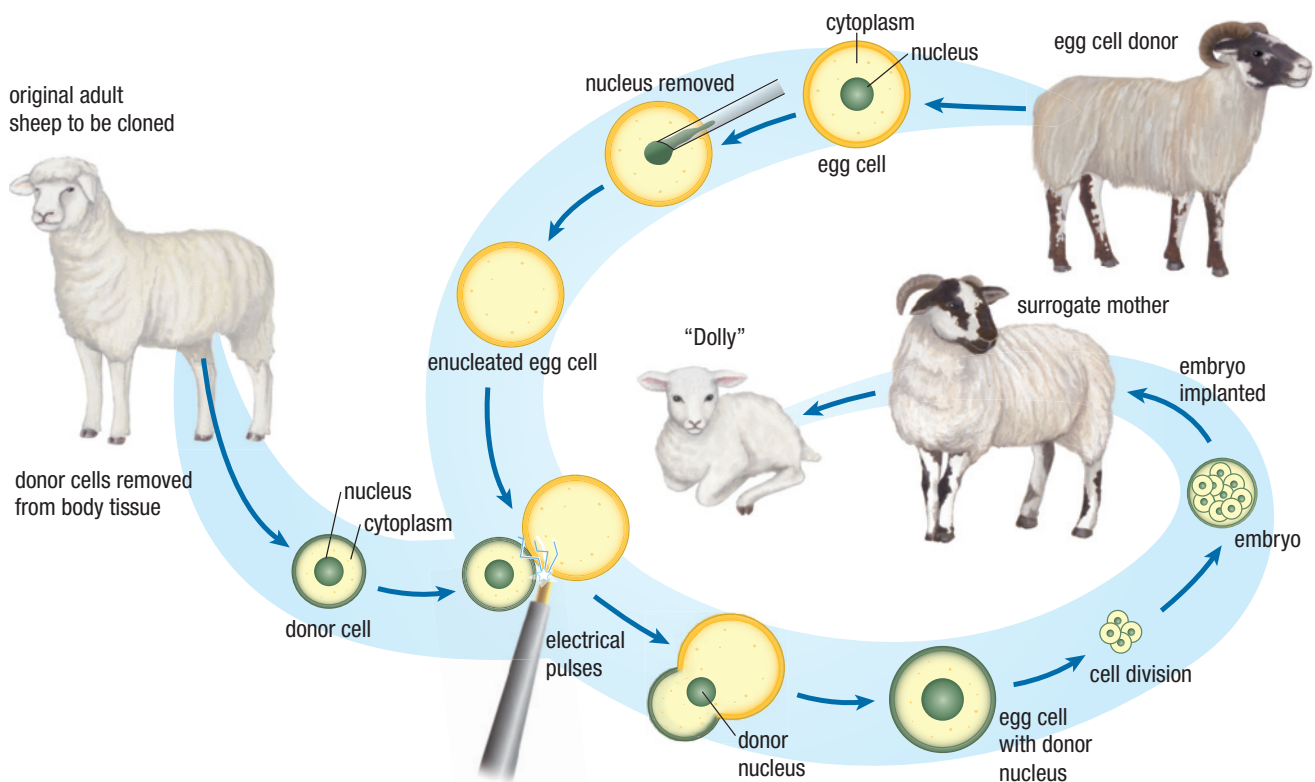 original adult
sheep to be cloned
donor cells removed
from body tissue
nucleus
cytoplasm
donor cell
egg cell donor
cytoplasm
nucleus
egg cell
nucleus removed
enucleated egg cell
electrical
pulses
donor
nucleus
egg cell
with donor
nucleus
cell division
embryo
embryo
implanted
surrogate mother
“Dolly”